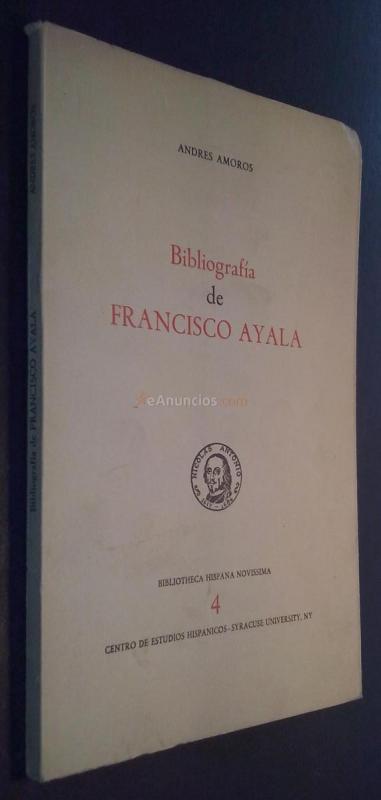 ANDRES AMOROS
Bibliografía
de
FRANCISCO AYALA
NICOLAS ANTONIO
BIBLIOTHECA HISPANA NOVISSIMA
4
CENTRO DE ESTUDIOS HISPANICOS-SYRACUSE UNIVERSITY, NY
Bibliografía de FRANCISCO AYALA
ANDRES AMOROS
eAnuncios.com